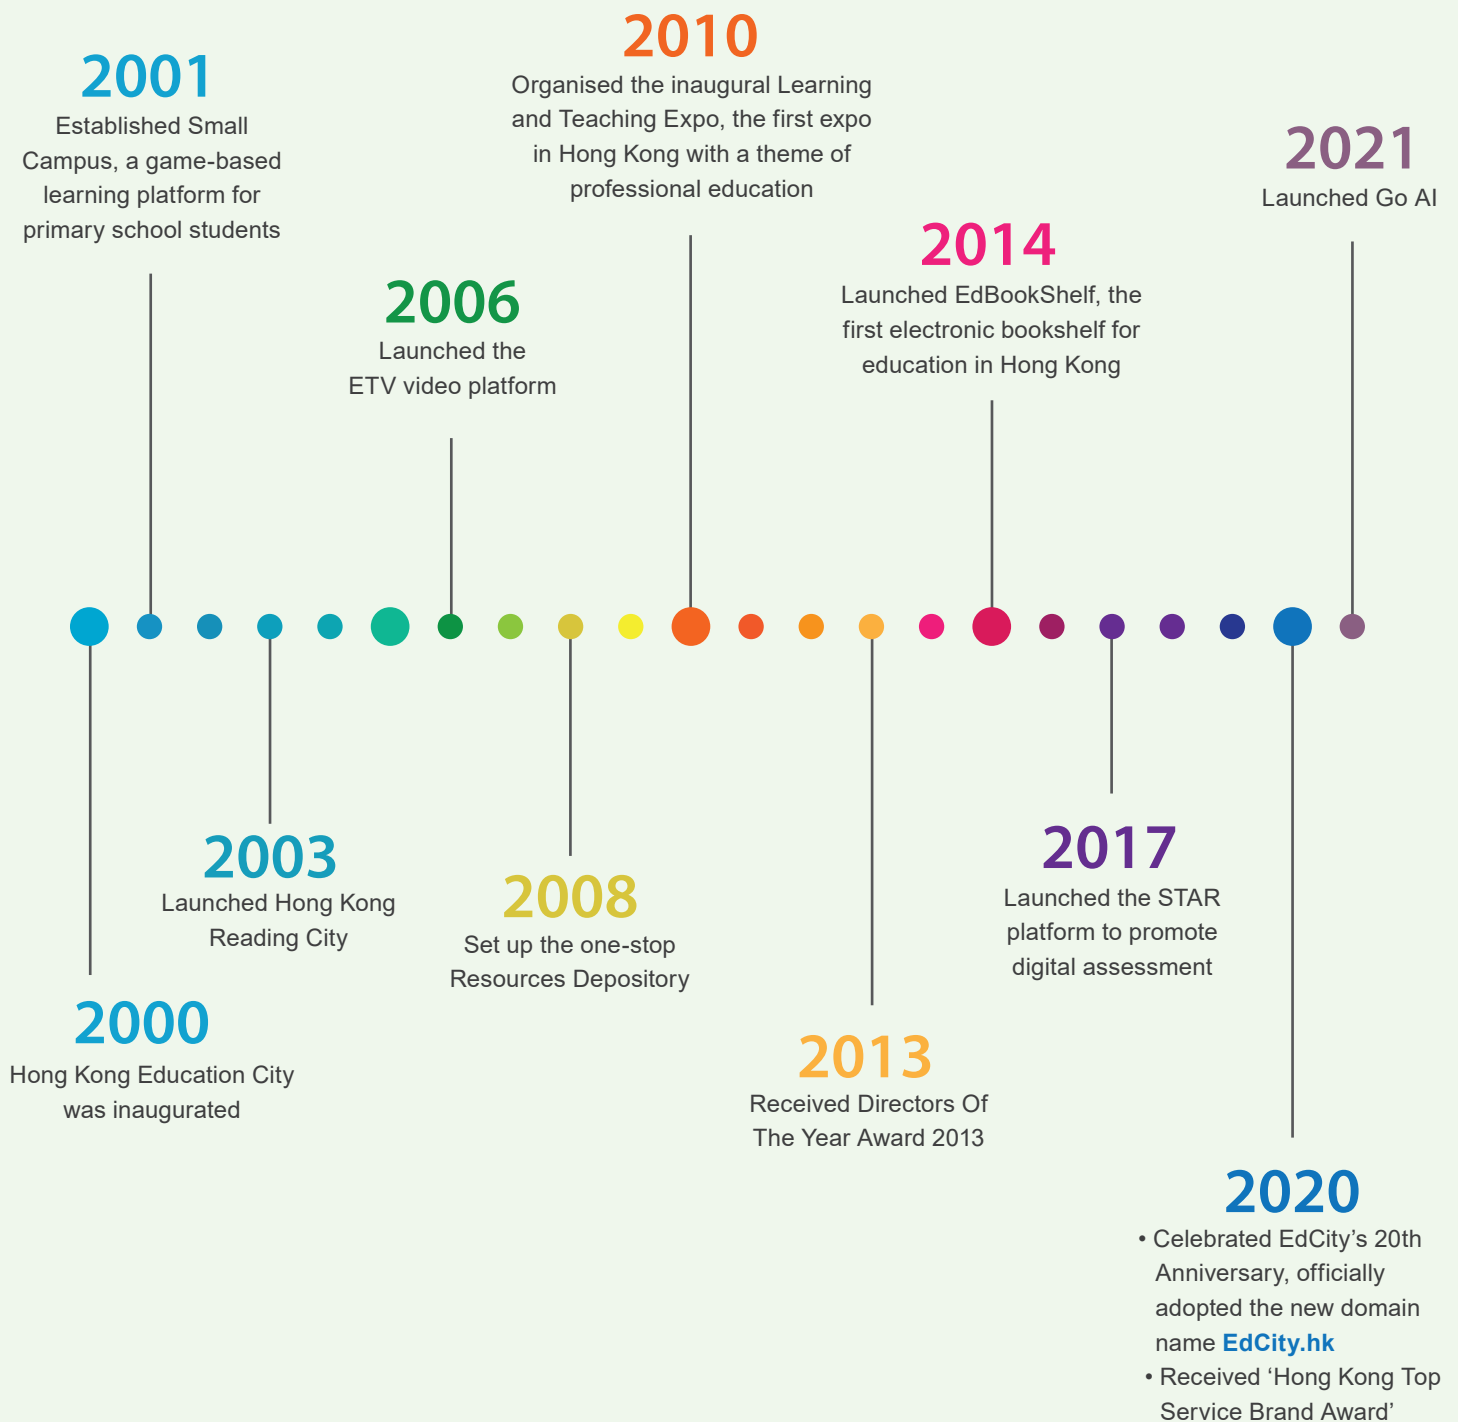 2010
Organised the inaugural Learning
and Teaching Expo, the first expo
in Hong Kong with a theme of
professional education
2001
Established Small
Campus, a game-based
learning platform for
primary school students
2021
Launched Go AI
2014
Launched EdBookShelf, the
first electronic bookshelf for
education in Hong Kong
2006
Launched the
ETV video platform
2003
Launched Hong Kong
Reading City
2008
Set up the one-stop
Resources Depository
2017
Launched the STAR
platform to promote
digital assessment
2000
Hong Kong Education City
was inaugurated
2013
Received Directors Of
The Year Award 2013
2020
• Celebrated EdCity’s 20th
Anniversary, officially
adopted the new domain
name EdCity.hk
• Received ‘Hong Kong Top
Service Brand Award’